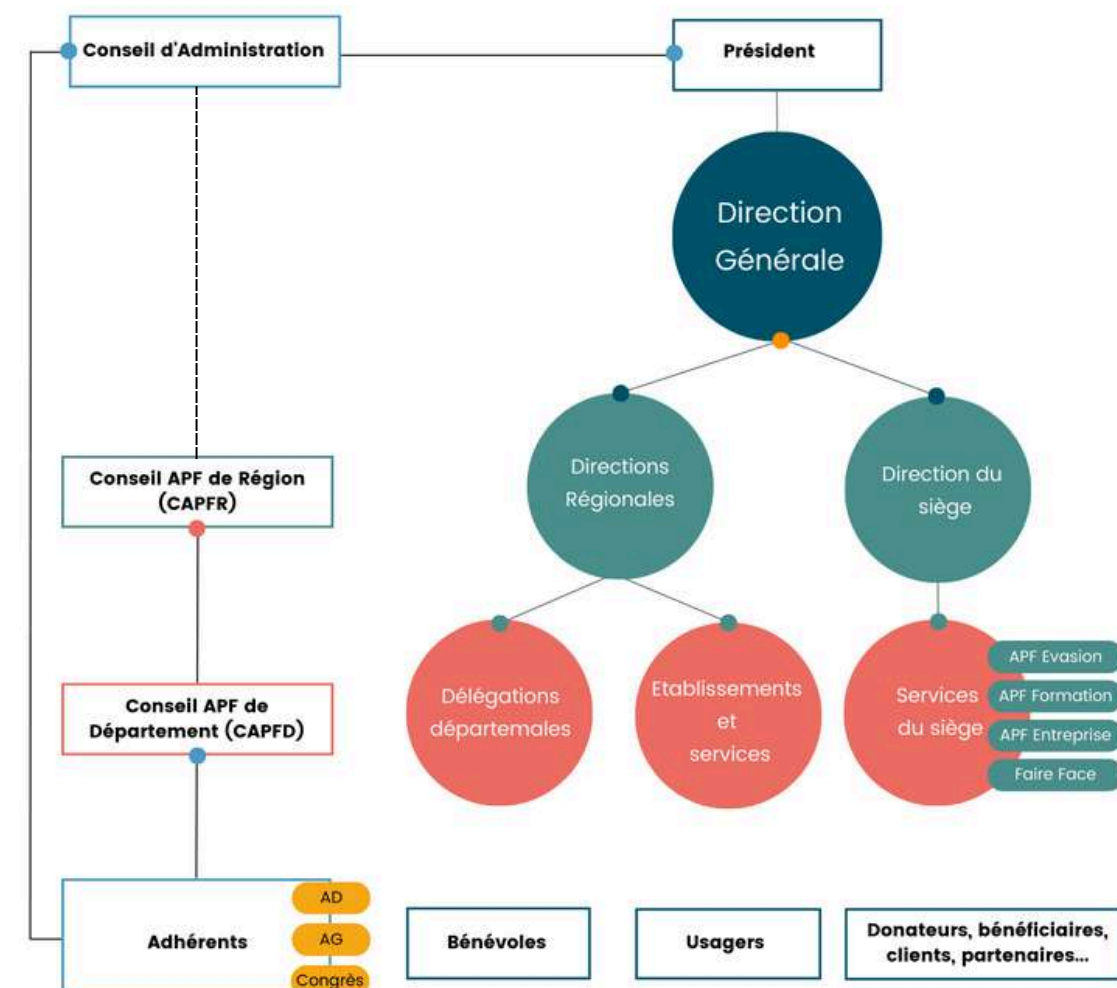 Conseil d'Administration
Président
Direction
Générale
Directions
Régionales
Direction du
siège
Conseil APF de Région
(CAPFR)
Délégations
départemales
Etablissements
et
services
Services
du siège
APF Evasion
APF Formation
APF Entreprise
Faire Face
Conseil APF de
Département (CAPFD)
Adhérents
AD
AG
Congrès
Bénévoles
Usagers
Donateurs, bénéficiaires,
clients, partenaires...